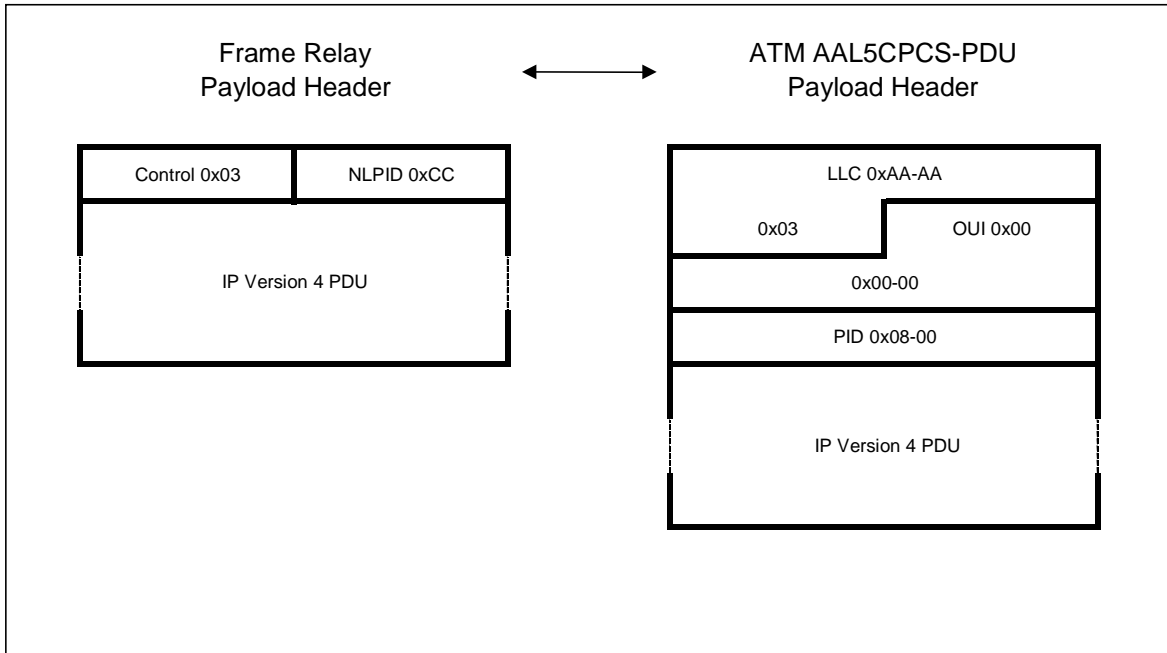 Frame Relay
Payload Header
ATM AAL5CPCS-PDU
Payload Header
Control 0x03
NLPID 0xCC
IP Version 4 PDU
LLC 0xAA-AA
0x03
OUI 0x00
0x00-00
PID 0x08-00
IP Version 4 PDU